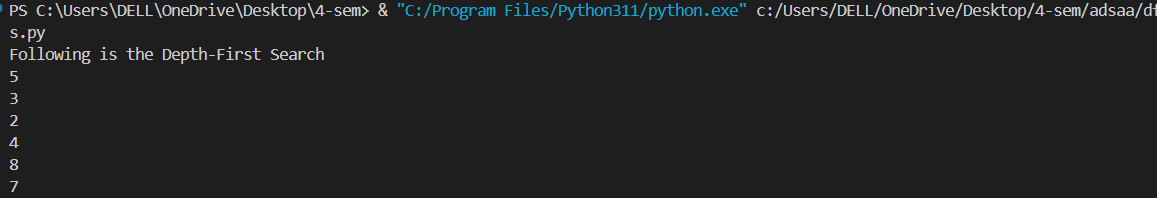 PS C:\Users\DELL\OneDrive\Desktop\4-sem> & "C:/Program Files/Python311/python.exe" c:/Users/DELL/OneDrive/Desktop/4-sem/adsaa/df
s.py
Following is the Depth-First Search
5
3
2
4
8
7